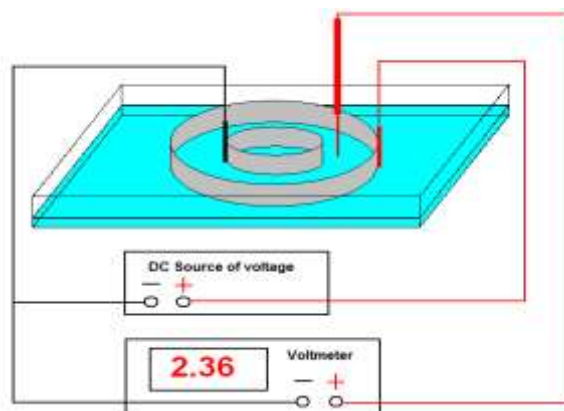 DC Source of voltage
− +
2.36 Voltmeter
− +